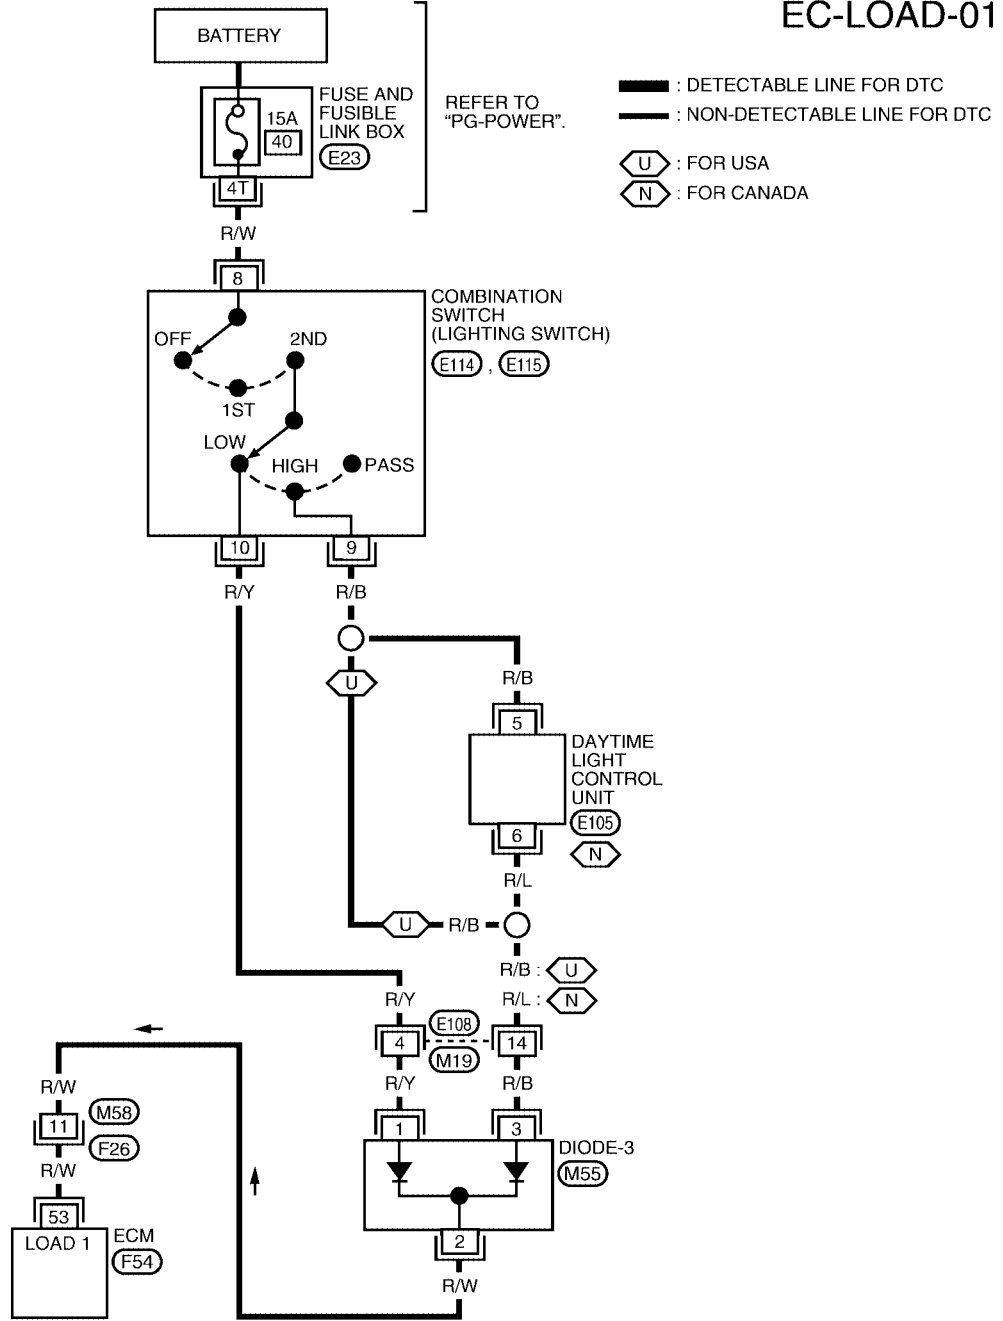 EC-LOAD-01
BATTERY
FUSE AND
FUSIBLE
LINK BOX
E23
15A
40
4T
REFER TO
"PG-POWER".
: DETECTABLE LINE FOR DTC
: NON-DETECTABLE LINE FOR DTC
U : FOR USA
N : FOR CANADA
R/W
8
COMBINATION
SWITCH
(LIGHTING SWITCH)
E114 , E115
OFF
2ND
1ST
LOW
HIGH
PASS
10
9
R/Y
R/B
U
R/B
5
DAYTIME
LIGHT
CONTROL
UNIT
E105
N
6
R/L
U R/B
R/B : U
R/L : N
R/Y
4
E108
M19
14
R/Y
R/B
1
3
DIODE-3
M55
2
R/W
R/W
11
M58
F26
R/W
53
LOAD 1
ECM
F54